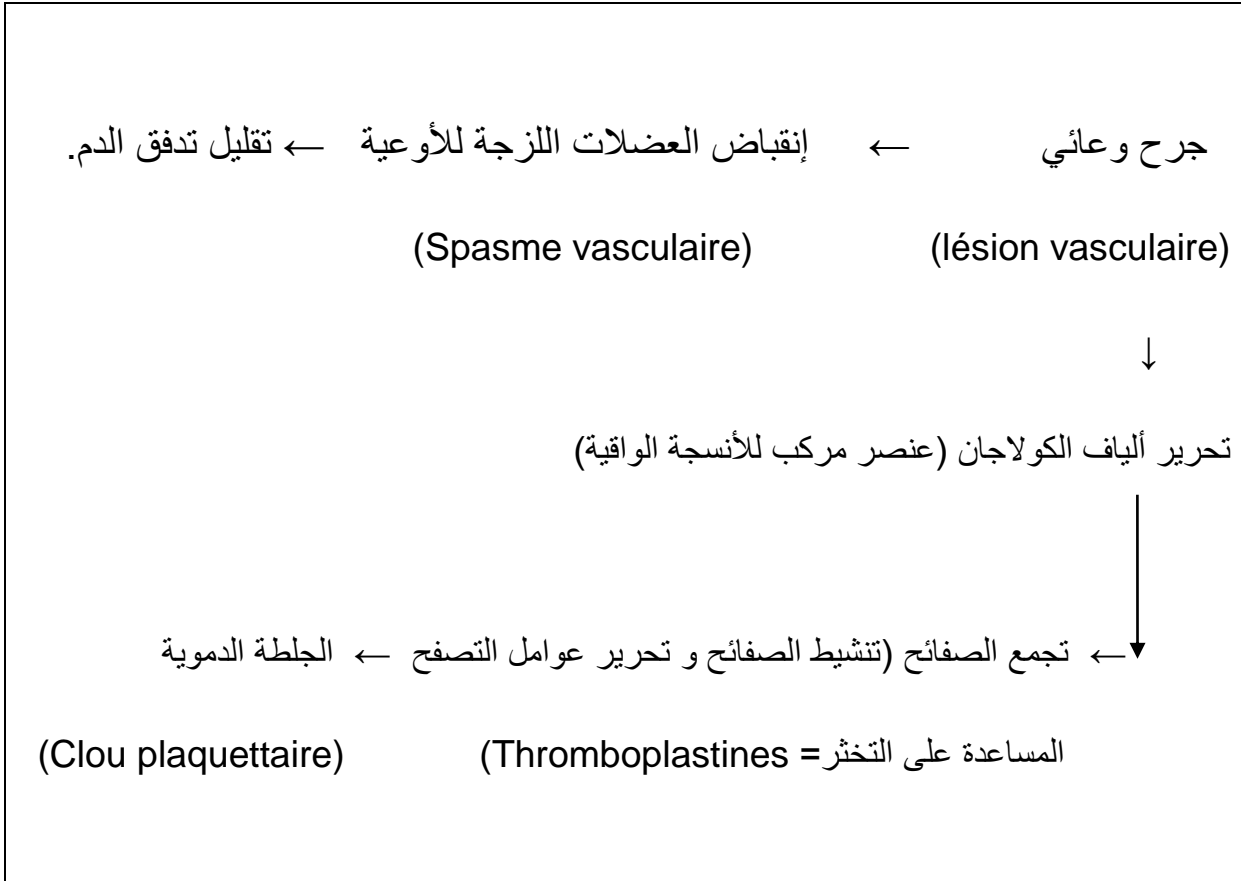 جرح وعائي ← إنقباض العضلات اللزجة للأوعية ← تقليل تدفق الدم.
(lésion vasculaire) (Spasme vasculaire)
↓
تحرير ألياف الكولاجان (عنصر مركب للأنسجة الواقية)
← تجمع الصفائح (تنشيط الصفائح و تحرير عوامل التصفح ← الجلطة الدموية
المساعدة على التخثر= Thromboplastines) (Clou plaquettaire)